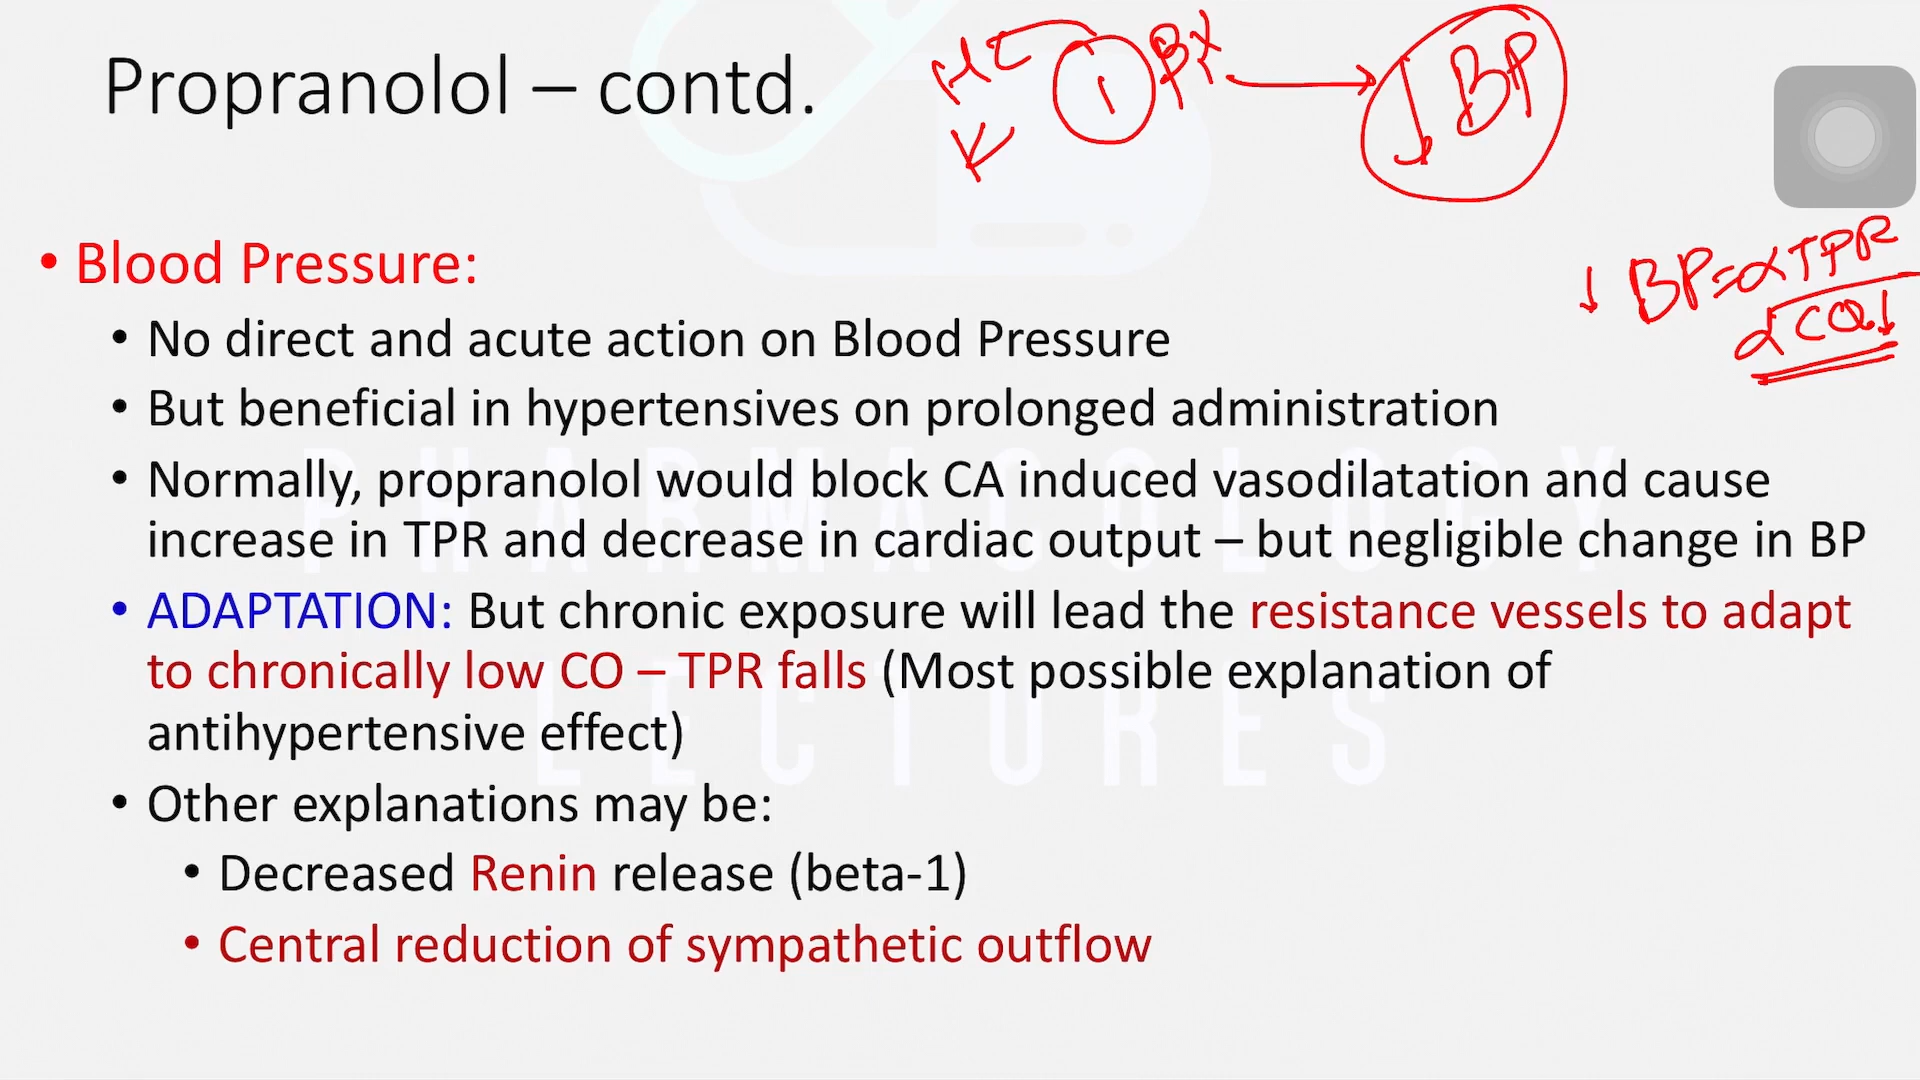 Propranolol – contd.
↓ BP
↓ BP = α TPR
α CO↓
• Blood Pressure:
• No direct and acute action on Blood Pressure
• But beneficial in hypertensives on prolonged administration
• Normally, propranolol would block CA induced vasodilatation and cause
increase in TPR and decrease in cardiac output – but negligible change in BP
• ADAPTATION: But chronic exposure will lead the resistance vessels to adapt
to chronically low CO – TPR falls (Most possible explanation of
antihypertensive effect)
• Other explanations may be:
• Decreased Renin release (beta-1)
• Central reduction of sympathetic outflow
PHARMACOLOGY
LECTURES